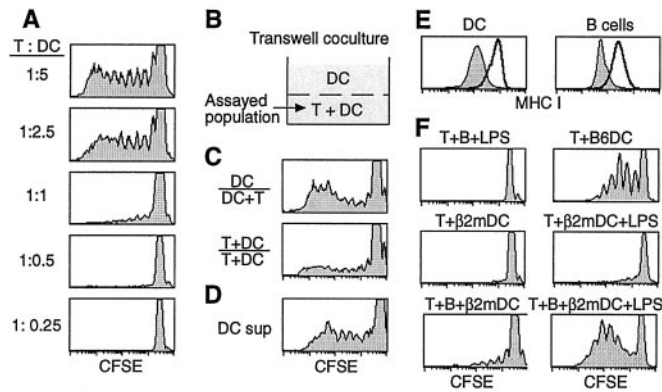 A
T : DC
1:5
1:2.5
1:1
1:0.5
1: 0.25
CFSE
B
Transwell coculture
DC
Assayed
population
T + DC
C
DC
DC+T
T+DC
T+DC
D
DC sup
CFSE
E
DC
B cells
MHC I
F
T+B+LPS
T+B6DC
T+β2mDC
T+β2mDC+LPS
T+B+β2mDC
T+B+β2mDC+LPS
CFSE
CFSE